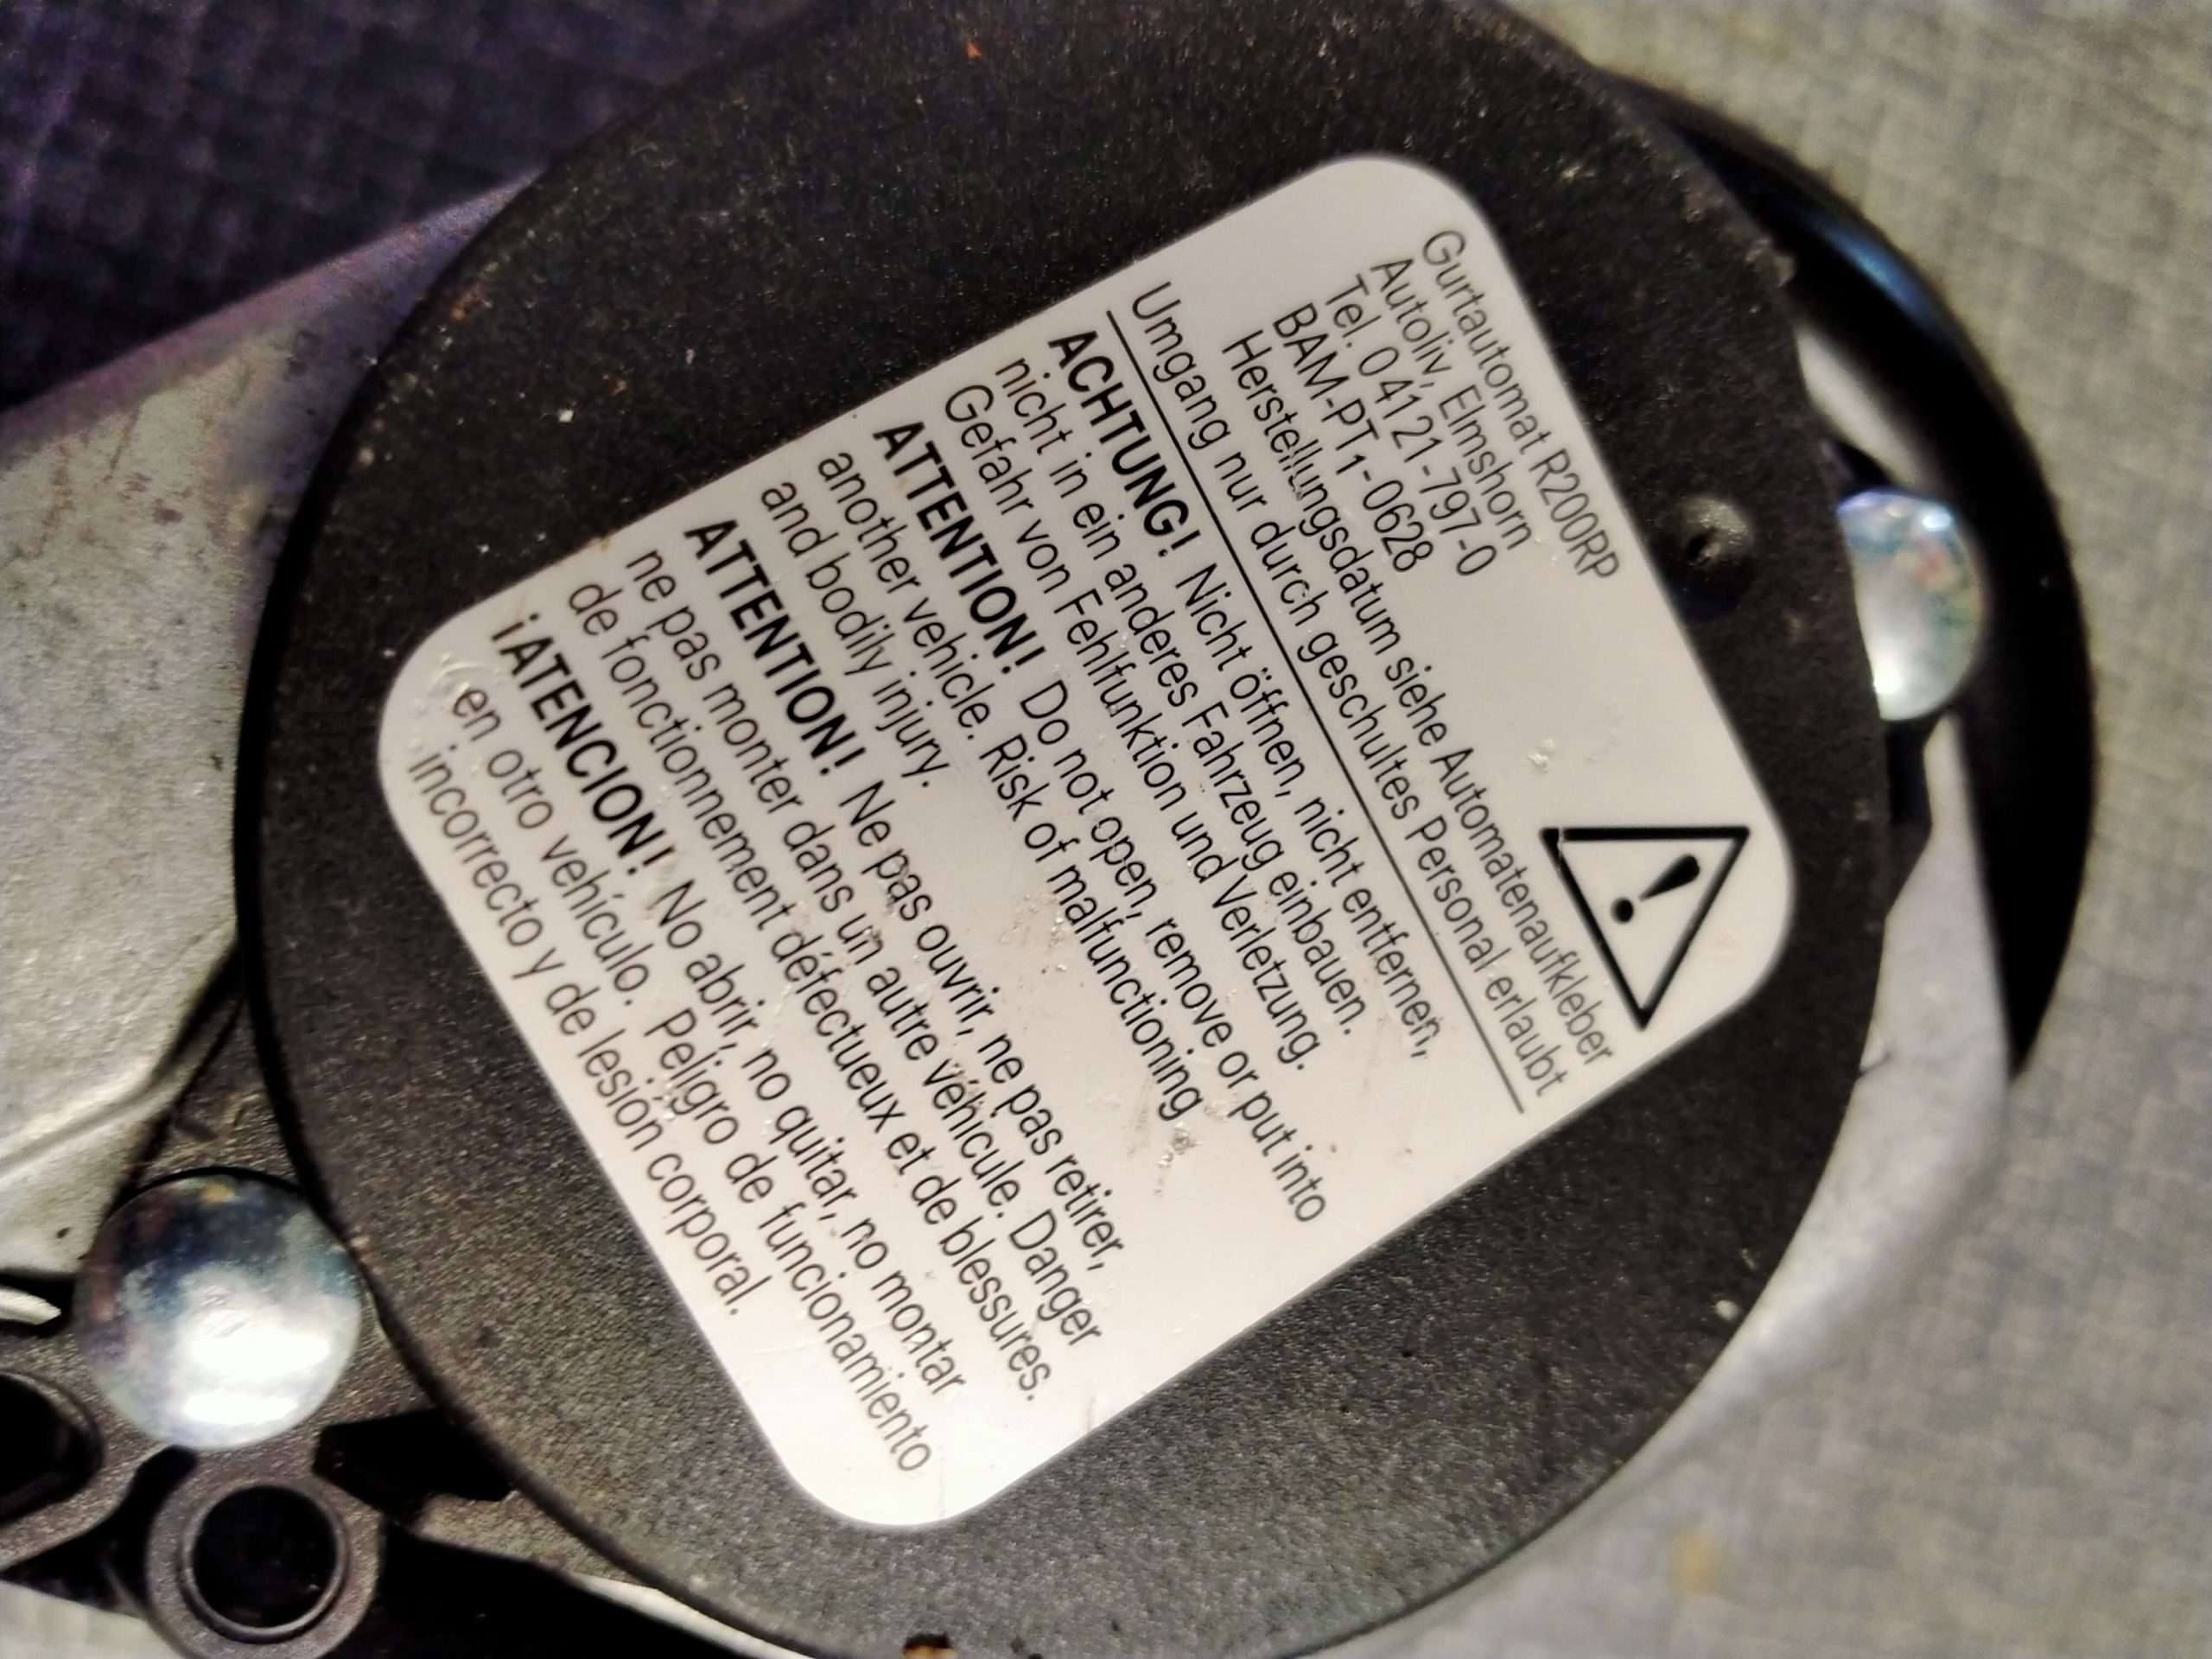 Gurtautomat R200RP
Autoliv, Elmshorn
Tel. 0 41 21-797-0
BAM-PT1-0628
Herstellungsdatum siehe Automatenaufkleber
Umgang nur durch geschultes Personal erlaubt
ACHTUNG! Nicht öffnen, nicht entfernen,
nicht in ein anderes Fahrzeug einbauen.
Gefahr von Fehlfunktion und Verletzung.
ATTENTION! Do not open, remove or put into
another vehicle. Risk of malfunctioning
and bodily injury.
ATTENTION! Ne pas ouvrir, ne pas retirer,
ne pas monter dans un autre véhicule. Danger
de fonctionnement défectueux et de blessures.
¡ATENCION! No abrir, no quitar, no montar
en otro vehículo. Peligro de funcionamiento
incorrecto y de lesión corporal.